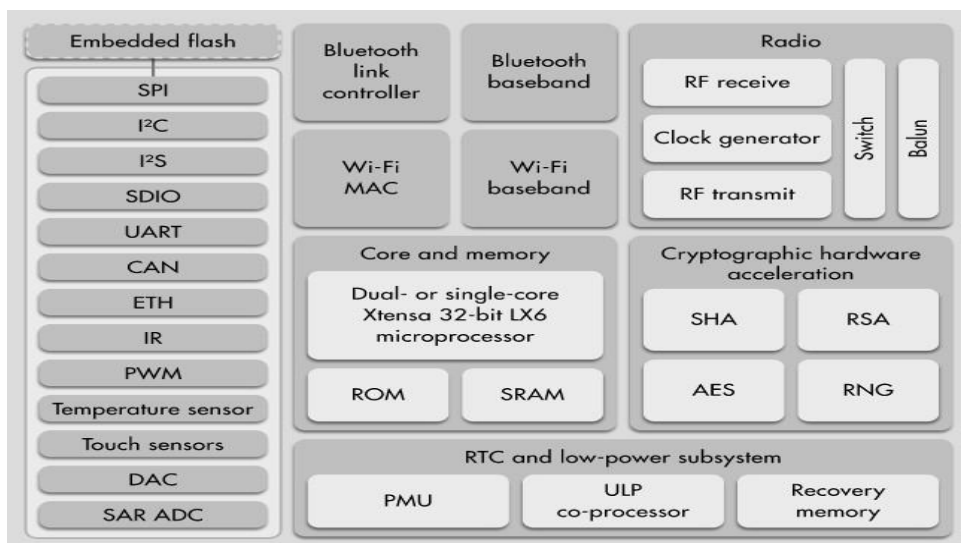 Embedded flash
SPI
I²C
I²S
SDIO
UART
CAN
ETH
IR
PWM
Temperature sensor
Touch sensors
DAC
SAR ADC
Bluetooth
link
controller
Bluetooth
baseband
Wi-Fi
MAC
Wi-Fi
baseband
Radio
RF receive
Clock generator
RF transmit
Switch
Balun
Core and memory
Dual- or single-core
Xtensa 32-bit LX6
microprocessor
ROM
SRAM
Cryptographic hardware
acceleration
SHA
RSA
AES
RNG
RTC and low-power subsystem
PMU
ULP
co-processor
Recovery
memory